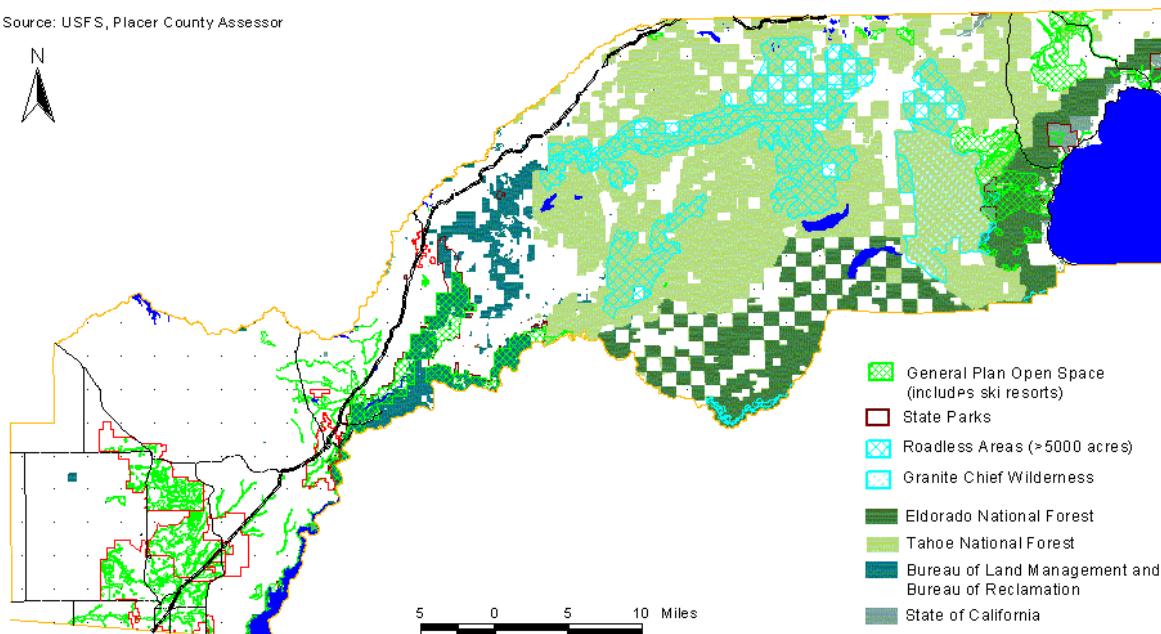 Source: USFS, Placer County Assessor
N
General Plan Open Space
(includes ski resorts)
State Parks
Roadless Areas (>5000 acres)
Granite Chief Wilderness
Eldorado National Forest
Tahoe National Forest
Bureau of Land Management and
Bureau of Reclamation
State of California
5 0 5 10 Miles